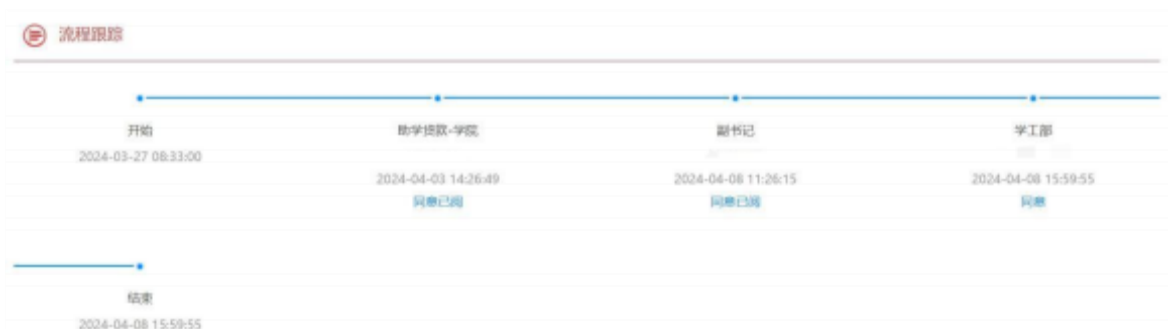 流程跟踪
开始 助学贷款-学院 副书记 学工部
2024-03-27 08:33:00
2024-04-03 14:26:49 2024-04-08 11:26:15 2024-04-08 15:59:55
同意已阅 同意已阅 同意
结束
2024-04-08 15:59:55